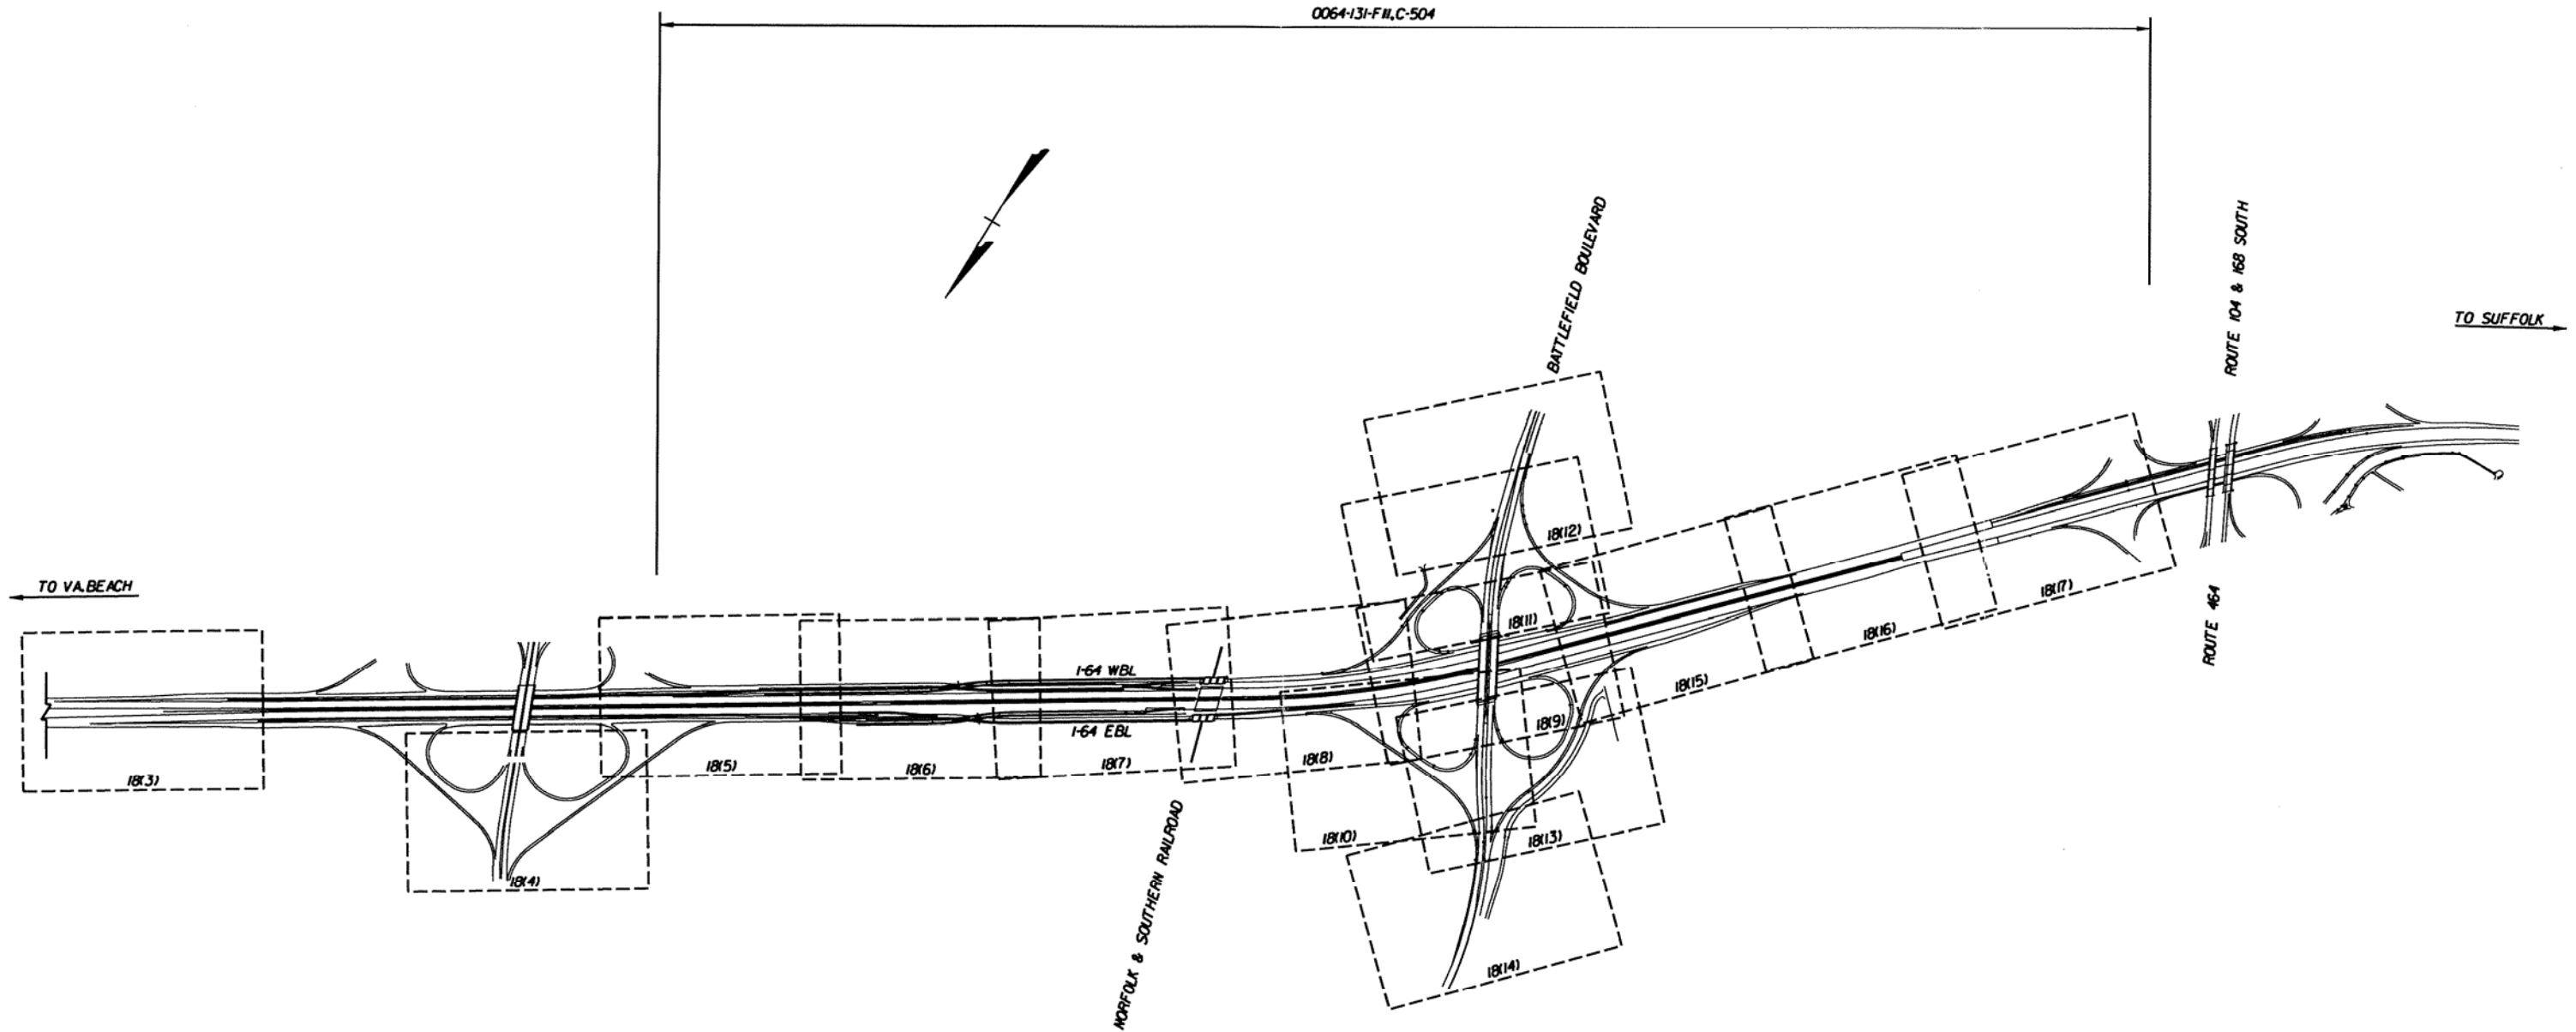 0064-131-F11,C-504
BATTLEFIELD BOULEVARD
ROUTE 104 & 168 SOUTH
TO SUFFOLK
TO VA.BEACH
I-64 WBL
I-64 EBL
18(3)
18(4)
18(5)
18(6)
18(7)
18(8)
18(9)
18(10)
18(11)
18(12)
18(13)
18(14)
18(15)
18(16)
18(17)
ROUTE 464
NORFOLK & SOUTHERN RAILROAD